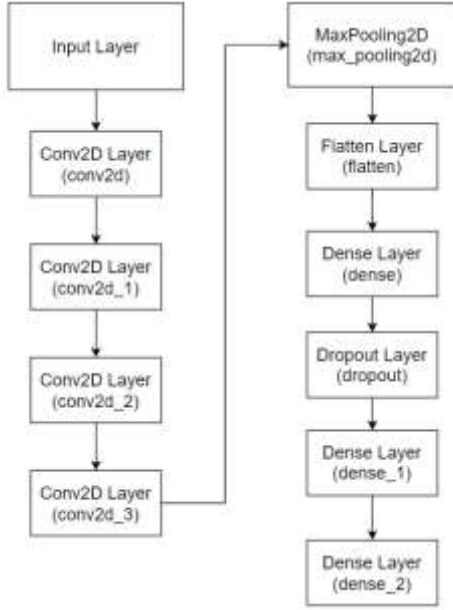 Input Layer
Conv2D Layer
(conv2d)
Conv2D Layer
(conv2d_1)
Conv2D Layer
(conv2d_2)
Conv2D Layer
(conv2d_3)
MaxPooling2D
(max_pooling2d)
Flatten Layer
(flatten)
Dense Layer
(dense)
Dropout Layer
(dropout)
Dense Layer
(dense_1)
Dense Layer
(dense_2)